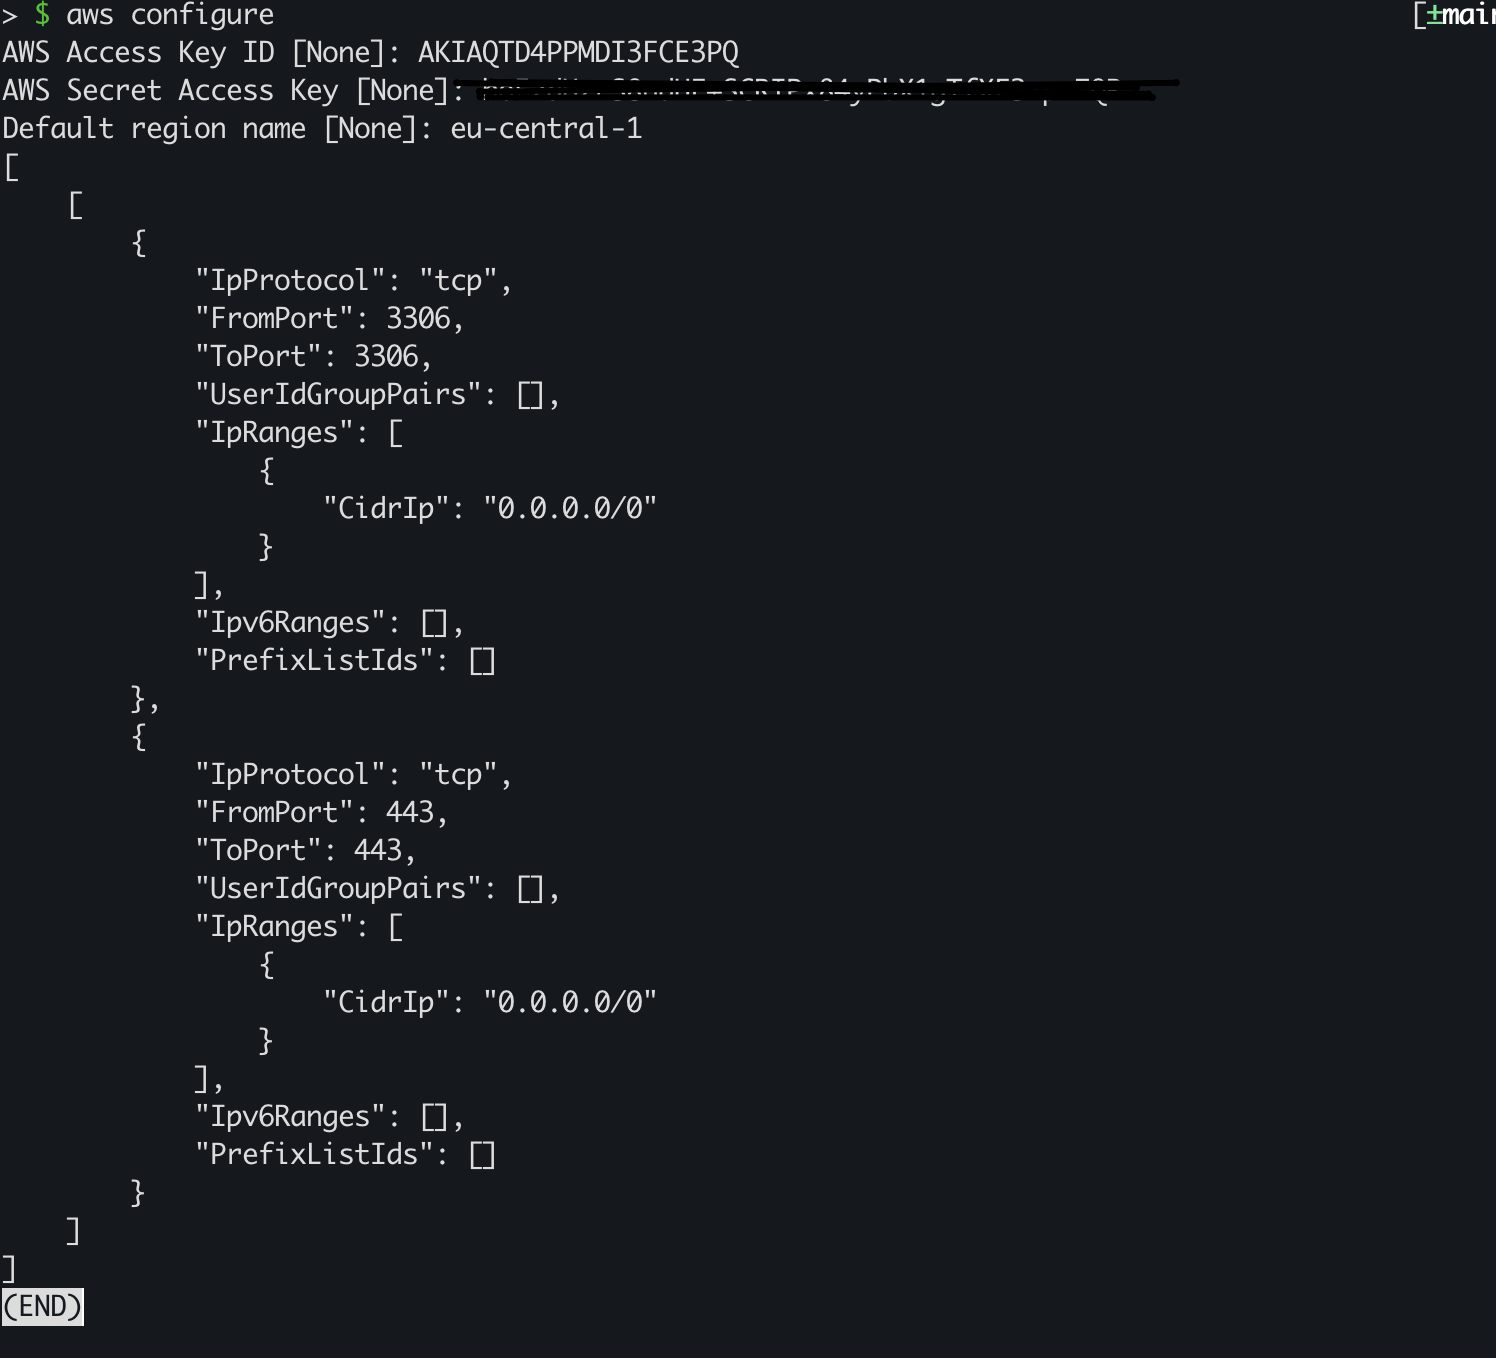 > $ aws configure [±mai
AWS Access Key ID [None]: AKIAQTD4PPMDI3FCE3PQ
AWS Secret Access Key [None]:
Default region name [None]: eu-central-1
[
    [
        {
            "IpProtocol": "tcp",
            "FromPort": 3306,
            "ToPort": 3306,
            "UserIdGroupPairs": [],
            "IpRanges": [
                {
                    "CidrIp": "0.0.0.0/0"
                }
            ],
            "Ipv6Ranges": [],
            "PrefixListIds": []
        },
        {
            "IpProtocol": "tcp",
            "FromPort": 443,
            "ToPort": 443,
            "UserIdGroupPairs": [],
            "IpRanges": [
                {
                    "CidrIp": "0.0.0.0/0"
                }
            ],
            "Ipv6Ranges": [],
            "PrefixListIds": []
        }
    ]
]
(END)